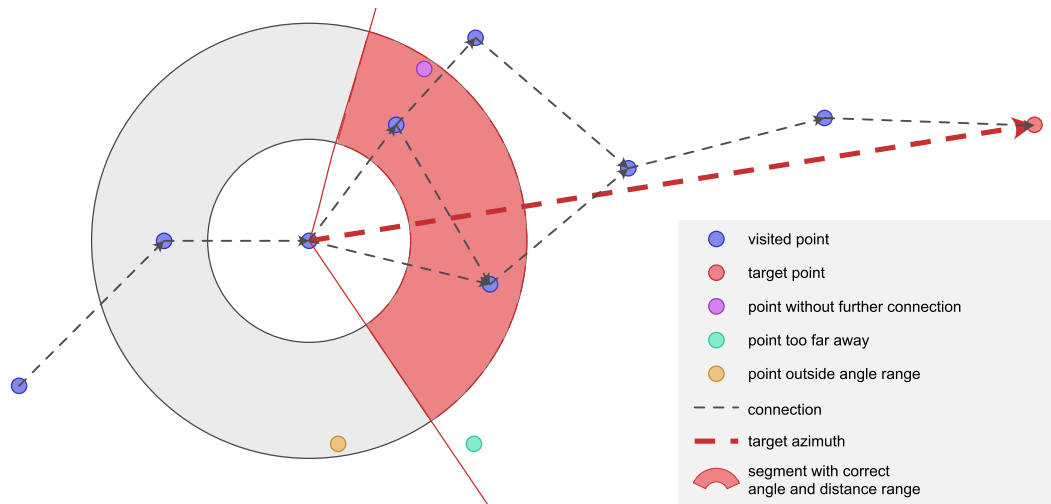 visited point
target point
point without further connection
point too far away
point outside angle range
connection
target azimuth
segment with correct
angle and distance range